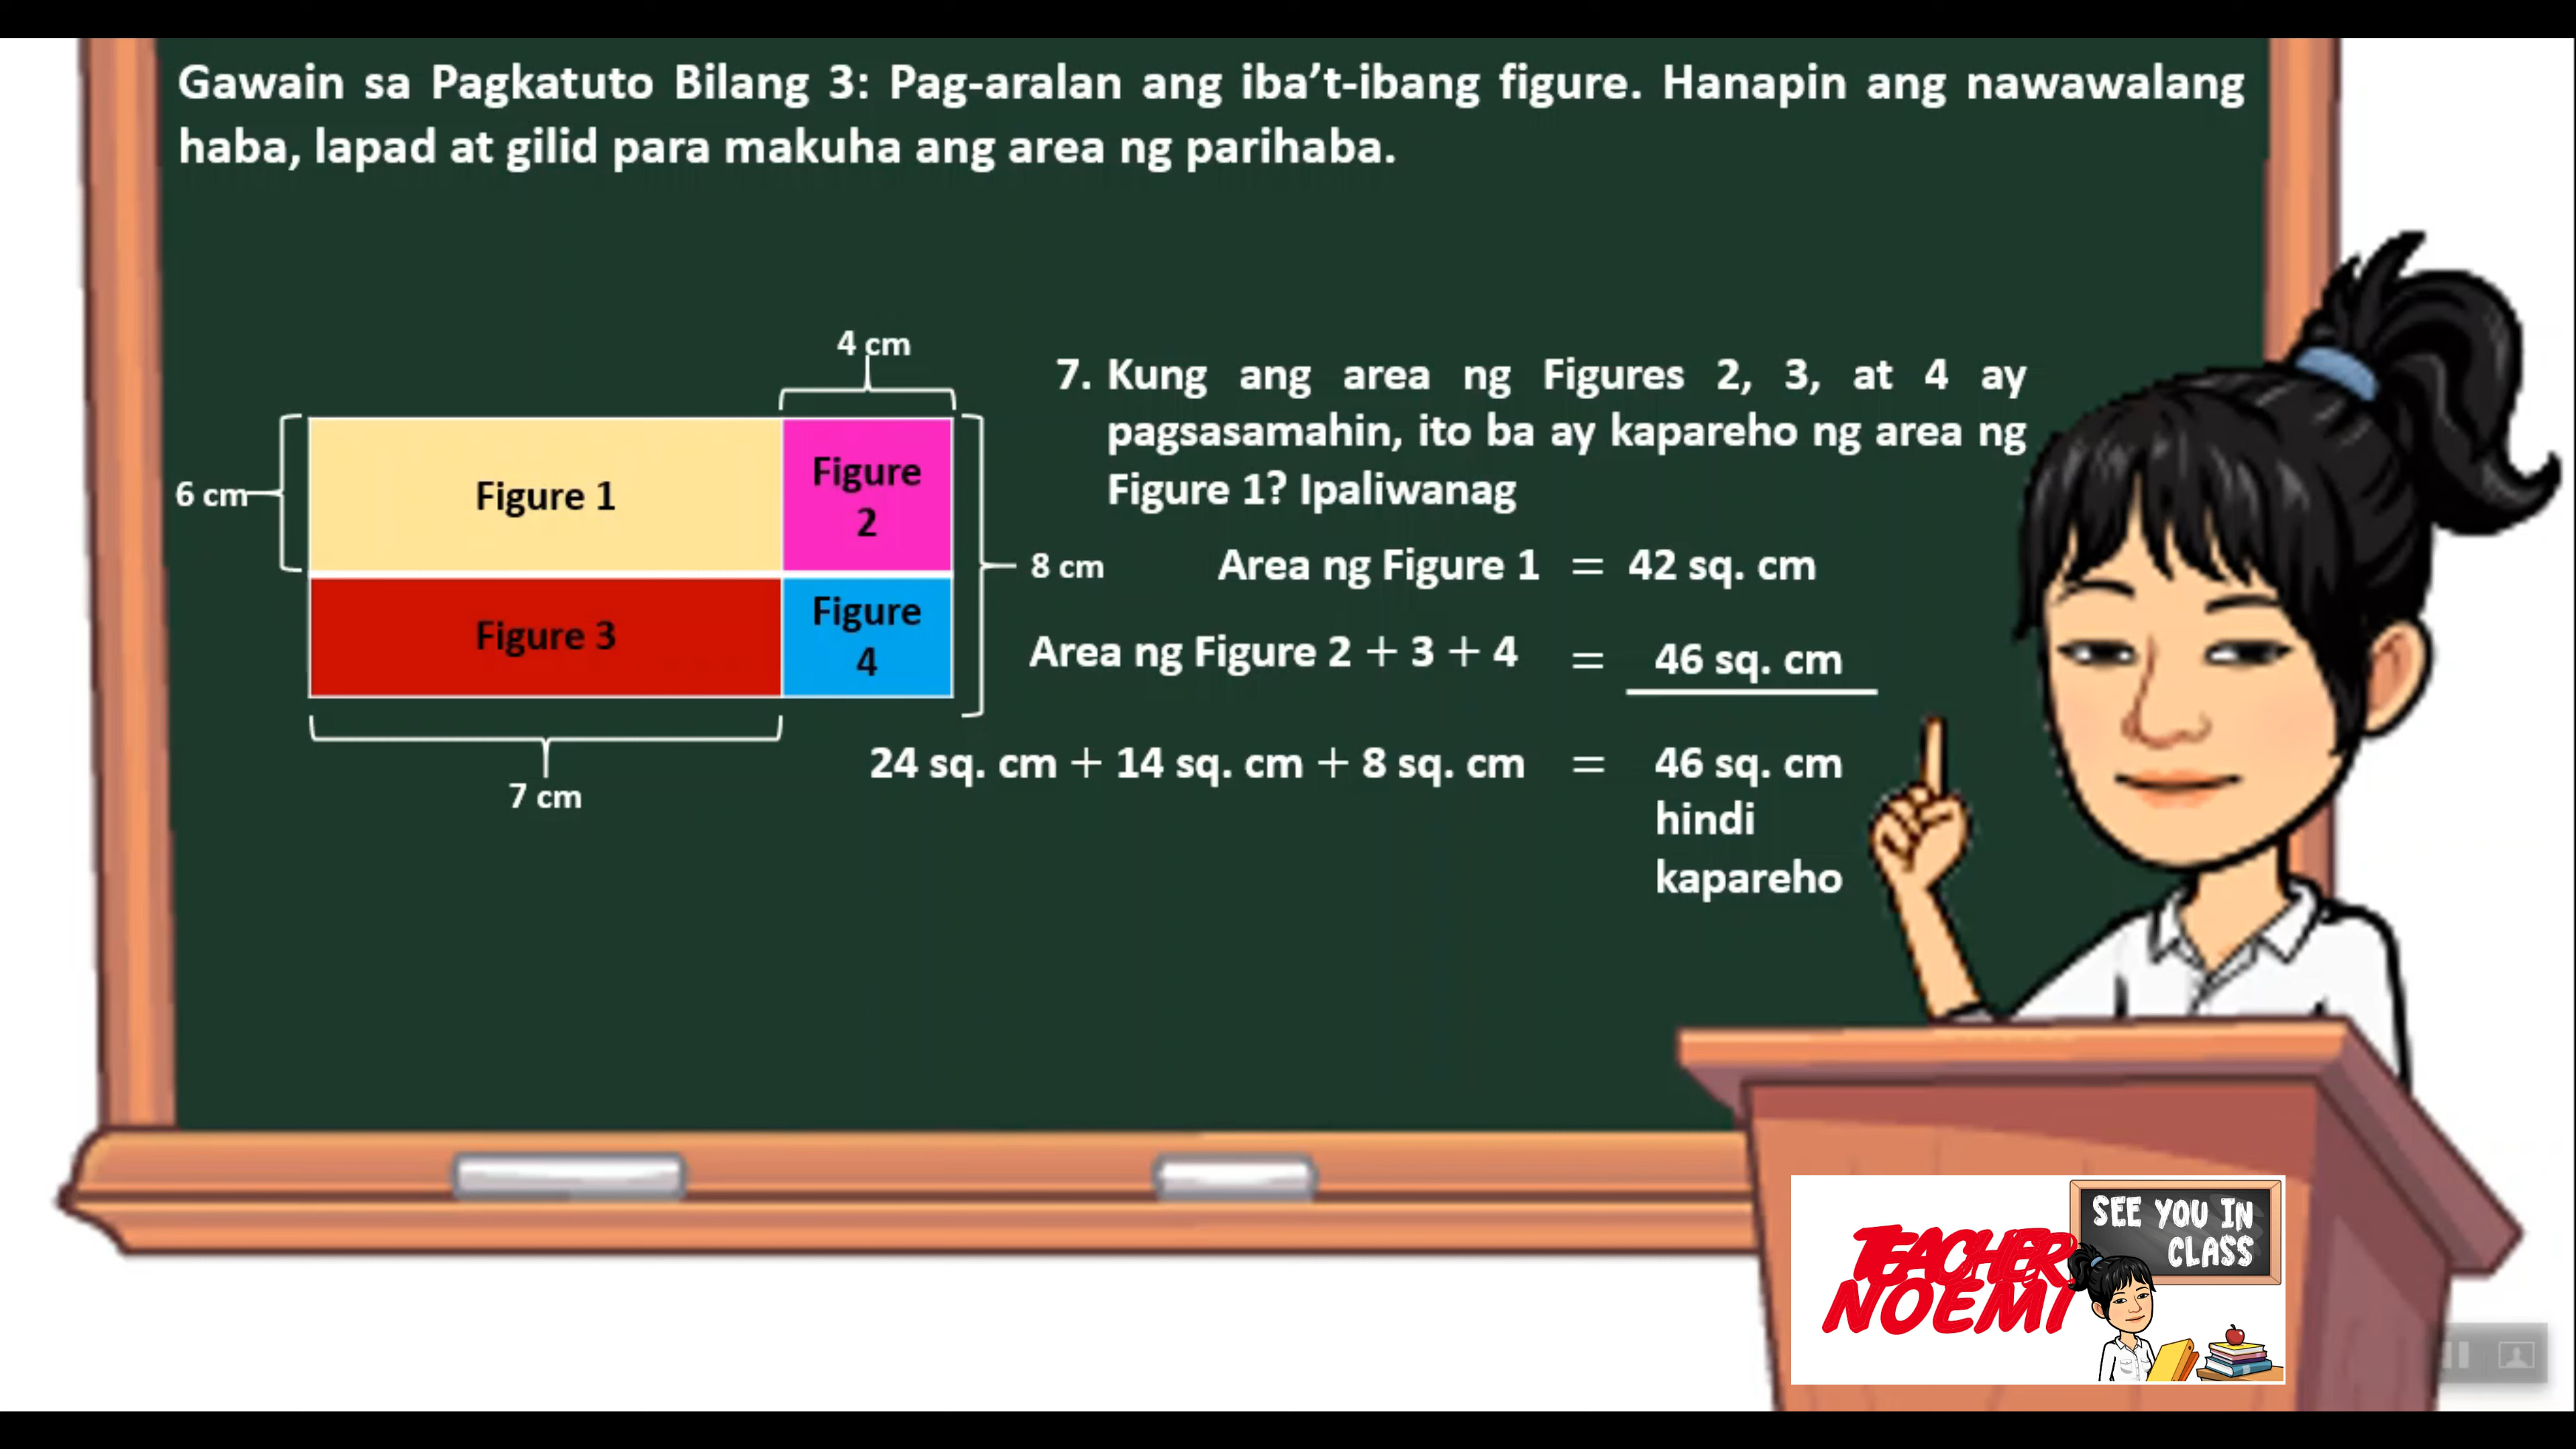 Gawain sa Pagkatuto Bilang 3: Pag-aralan ang iba't-ibang figure. Hanapin ang nawawalang
haba, lapad at gilid para makuha ang area ng parihaba.
4 cm
6 cm
Figure 1
Figure
2
8 cm
Figure 3
Figure
4
7 cm
7. Kung ang area ng Figures 2, 3, at 4 ay
pagsasamahin, ito ba ay kapareho ng area ng
Figure 1? Ipaliwanag
Area ng Figure 1 = 42 sq. cm
Area ng Figure 2 + 3 + 4 = 46 sq. cm
24 sq. cm + 14 sq. cm + 8 sq. cm = 46 sq. cm
hindi
kapareho
TEACHER
NOEMI
SEE YOU IN
CLASS